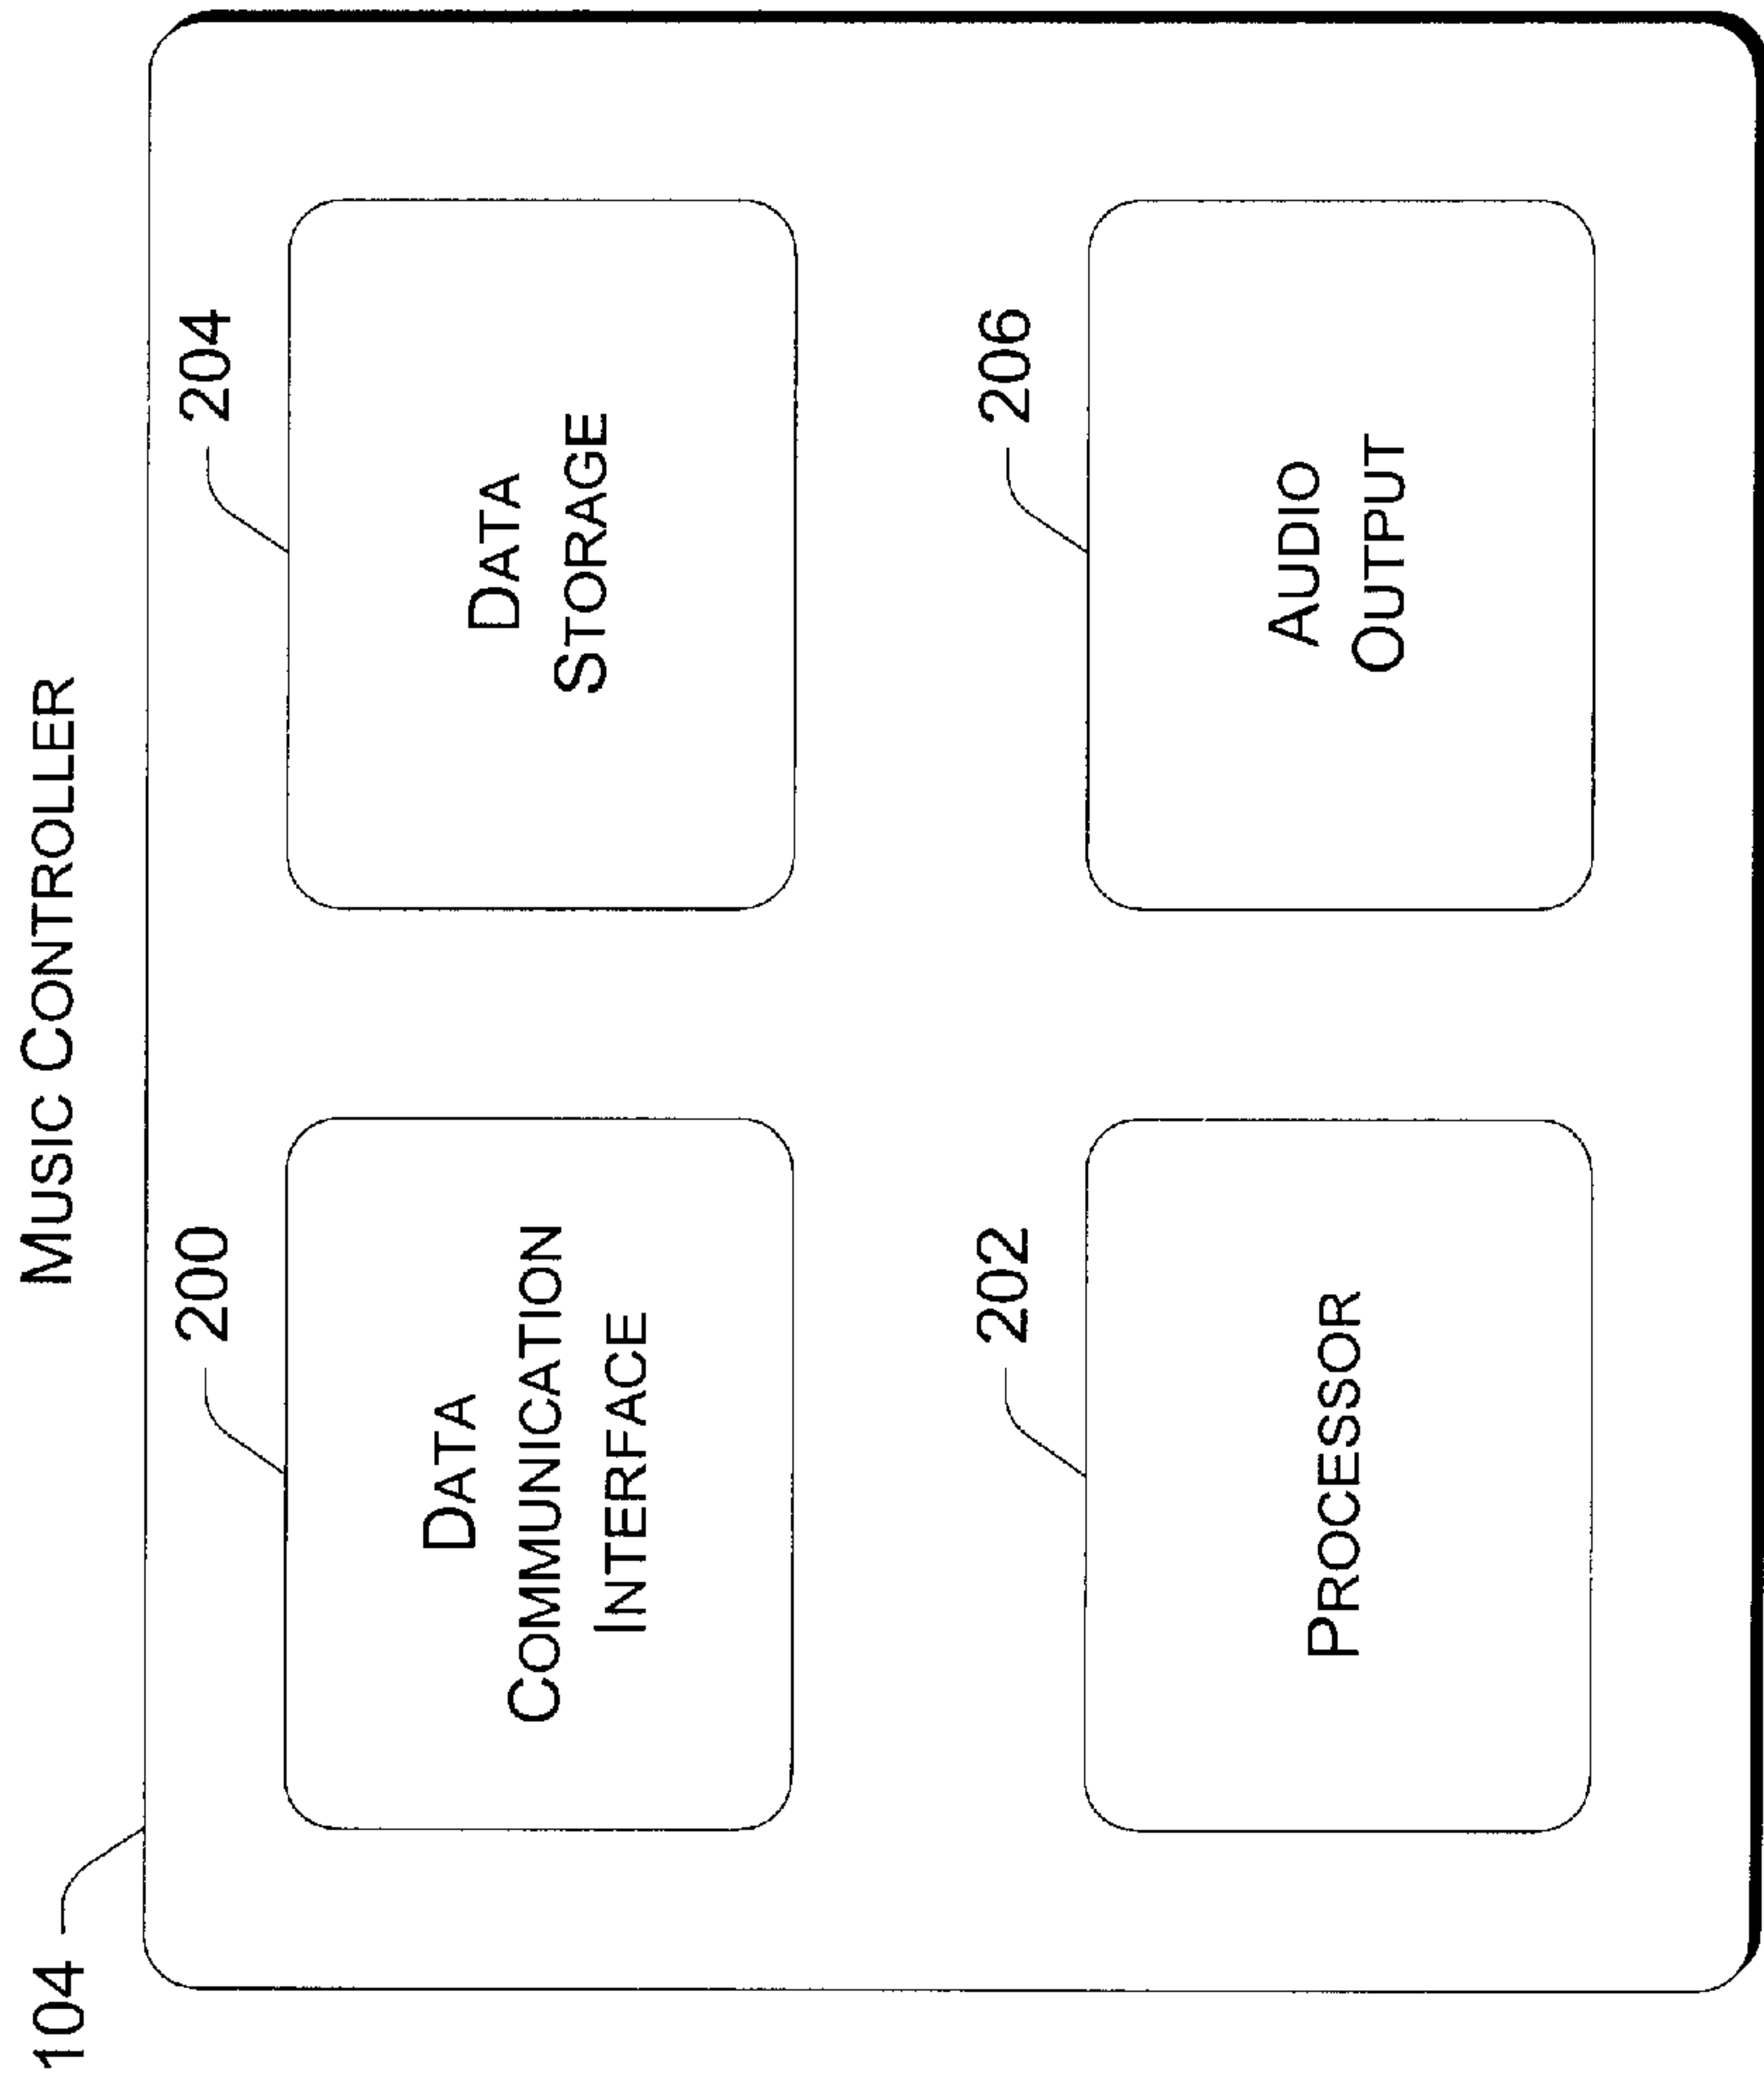 MUSIC CONTROLLER
104
200
DATA
COMMUNICATION
INTERFACE
204
DATA
STORAGE
202
PROCESSOR
206
AUDIO
OUTPUT